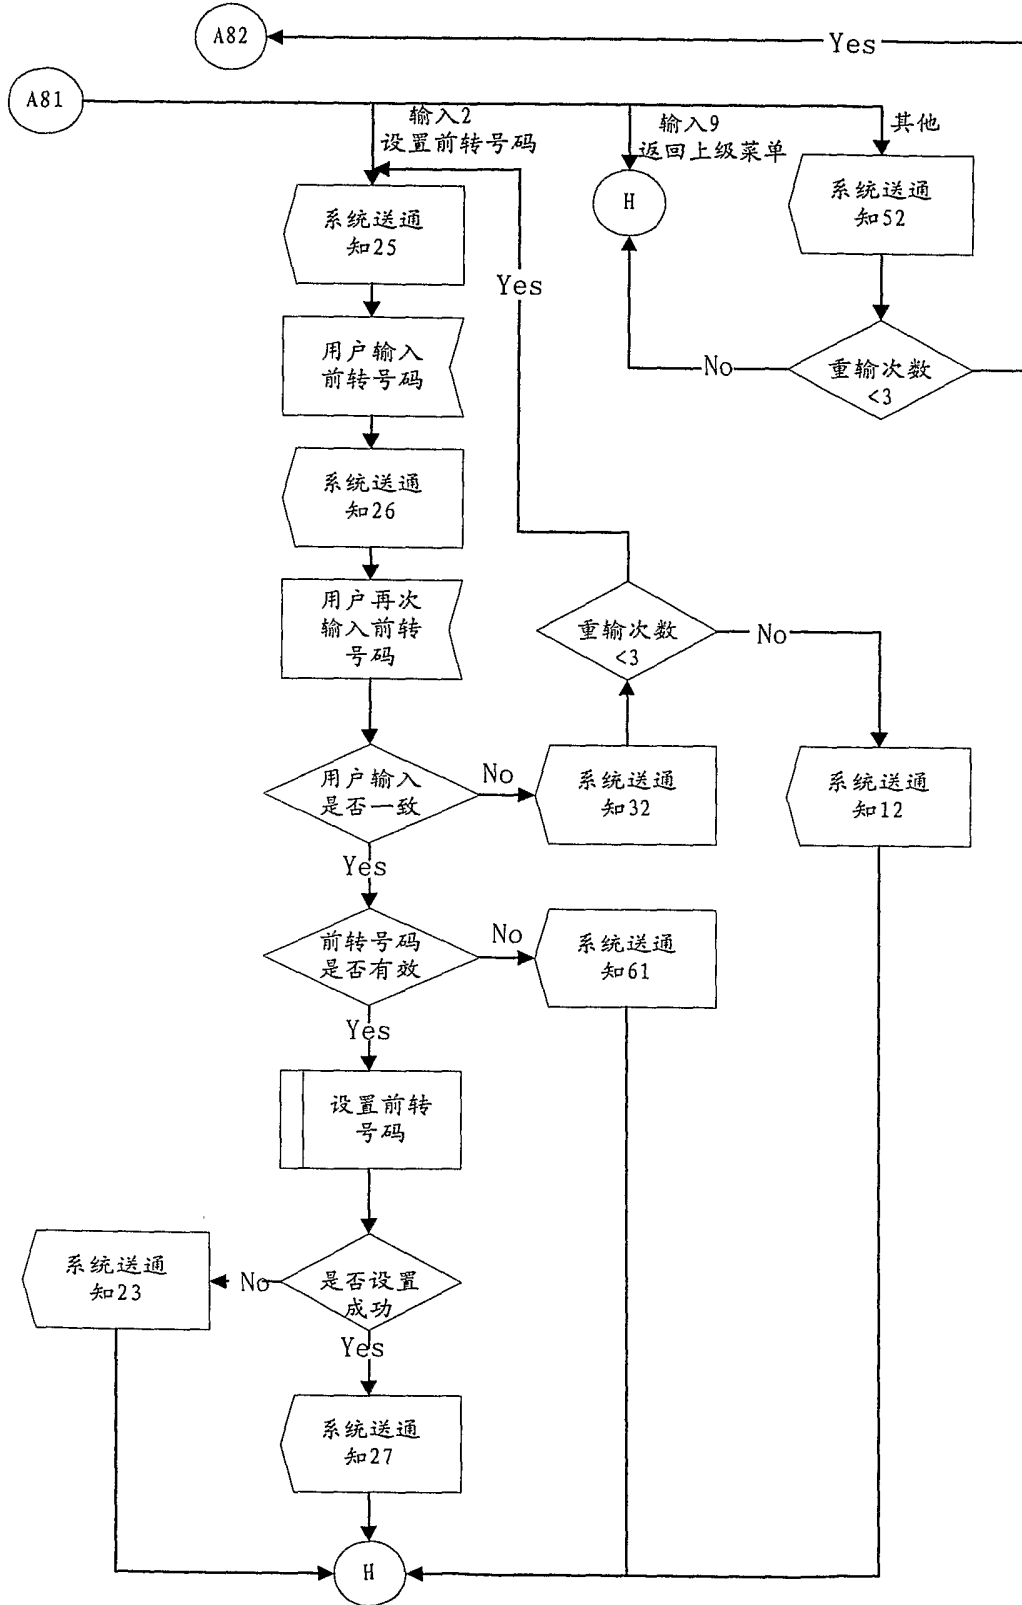 A82
Yes
A81
输入2
设置前转号码
输入9
返回上级菜单
其他
系统送通
知25
H
系统送通
知52
Yes
用户输入
前转号码
No
重输次数
<3
系统送通
知26
用户再次
输入前转
号码
重输次数
<3
No
用户输入
是否一致
No
系统送通
知32
系统送通
知12
Yes
前转号码
是否有效
No
系统送通
知61
Yes
设置前转
号码
系统送通
知23
No
是否设置
成功
Yes
系统送通
知27
H